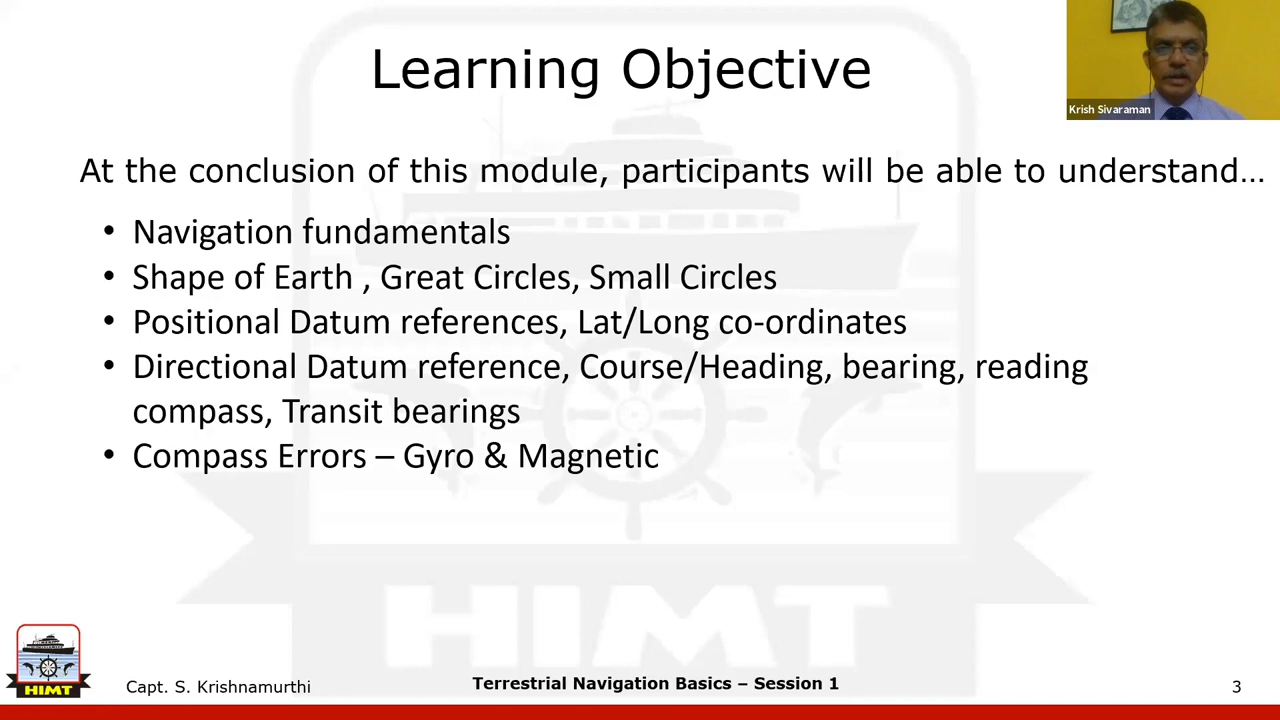 Learning Objective
Krish Sivaraman
At the conclusion of this module, participants will be able to understand…
• Navigation fundamentals
• Shape of Earth , Great Circles, Small Circles
• Positional Datum references, Lat/Long co-ordinates
• Directional Datum reference, Course/Heading, bearing, reading
compass, Transit bearings
• Compass Errors – Gyro & Magnetic
HIMT
HIMT
Capt. S. Krishnamurthi
Terrestrial Navigation Basics – Session 1
3